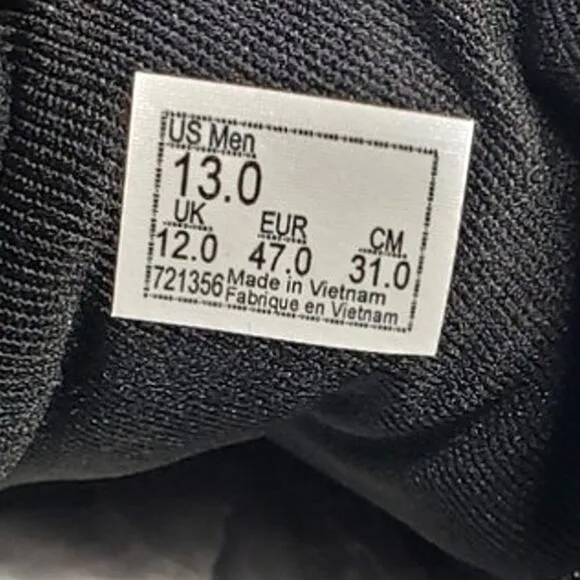 US Men
13.0
UK EUR CM
12.0 47.0 31.0
721356 Made in Vietnam
Fabrique en Vietnam